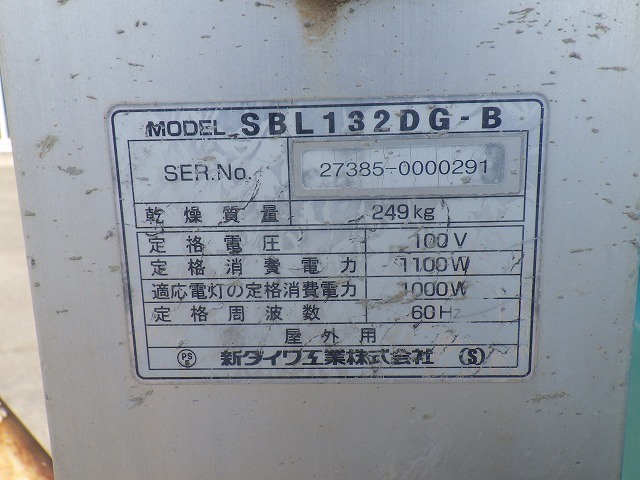 MODEL SBL132DG-B
SER.No. 27385-0000291
乾燥質量 249kg
定格電圧 100V
定格消費電力 1100W
適応電灯の定格消費電力 1000W
定格周波数 60Hz
屋外用
PS E 新ダイワ工業株式会社 (S)